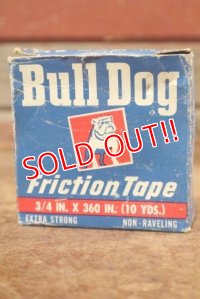 Bull Dog
SOLD OUT!!
Friction Tape
3/4 IN. X 360 IN. (10 YDS.)
EXTRA STRONG NON-RAVELING